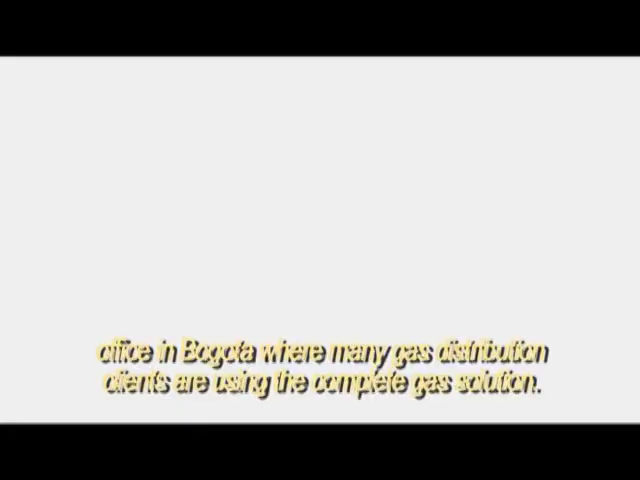 office in Bogota where many gas distribution
clients are using the complete gas solution.